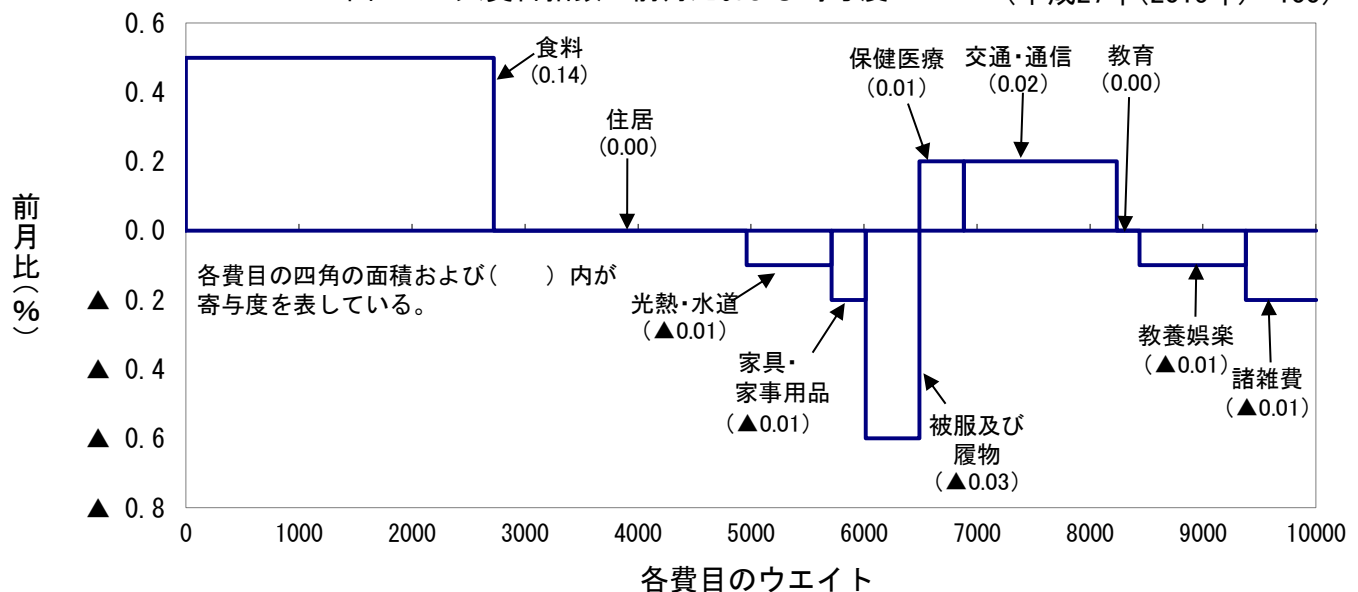 0.6
0.4
0.2
0.0
▲ 0.2
▲ 0.4
▲ 0.6
▲ 0.8
前月比(%)
食料
(0.14)
住居
(0.00)
保健医療
(0.01)
交通・通信
(0.02)
教育
(0.00)
各費目の四角の面積および(　　)内が
寄与度を表している。
光熱・水道
(▲0.01)
家具・
家事用品
(▲0.01)
被服及び
履物
(▲0.03)
教養娯楽
(▲0.01)
諸雑費
(▲0.01)
0 1000 2000 3000 4000 5000 6000 7000 8000 9000 10000
各費目のウエイト